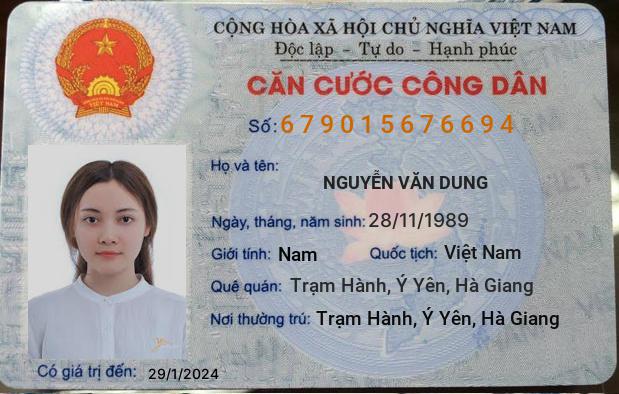 CỘNG HÒA XÃ HỘI CHỦ NGHĨA VIỆT NAM
Độc lập - Tự do - Hạnh phúc
CĂN CƯỚC CÔNG DÂN
Số: 679015676694
Họ và tên:
NGUYỄN VĂN DUNG
Ngày, tháng, năm sinh: 28/11/1989
Giới tính: Nam Quốc tịch: Việt Nam
Quê quán: Trạm Hành, Ý Yên, Hà Giang
Nơi thường trú: Trạm Hành, Ý Yên, Hà Giang
Có giá trị đến: 29/1/2024
VIỆT NAM